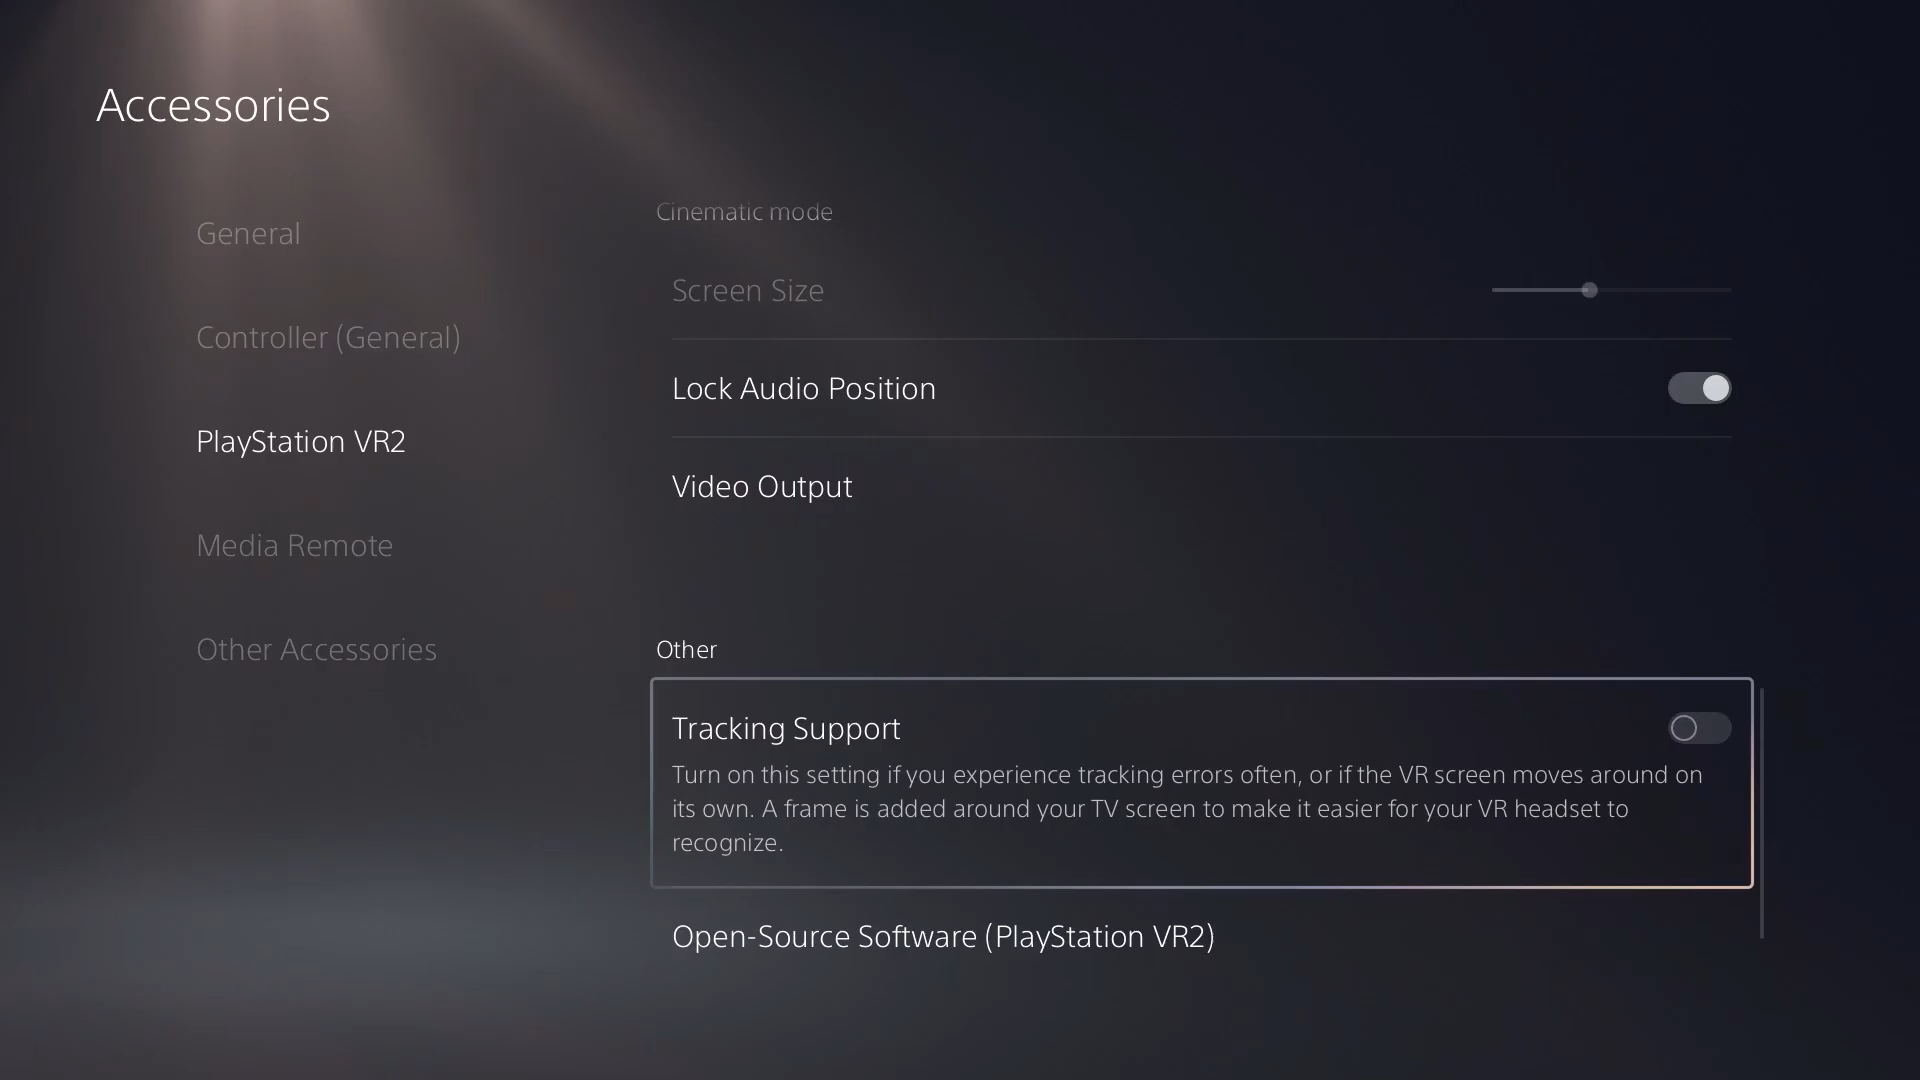 Accessories
General
Controller (General)
PlayStation VR2
Media Remote
Other Accessories
Cinematic mode
Screen Size
Lock Audio Position
Video Output
Other
Tracking Support
Turn on this setting if you experience tracking errors often, or if the VR screen moves around on
its own. A frame is added around your TV screen to make it easier for your VR headset to
recognize.
Open-Source Software (PlayStation VR2)